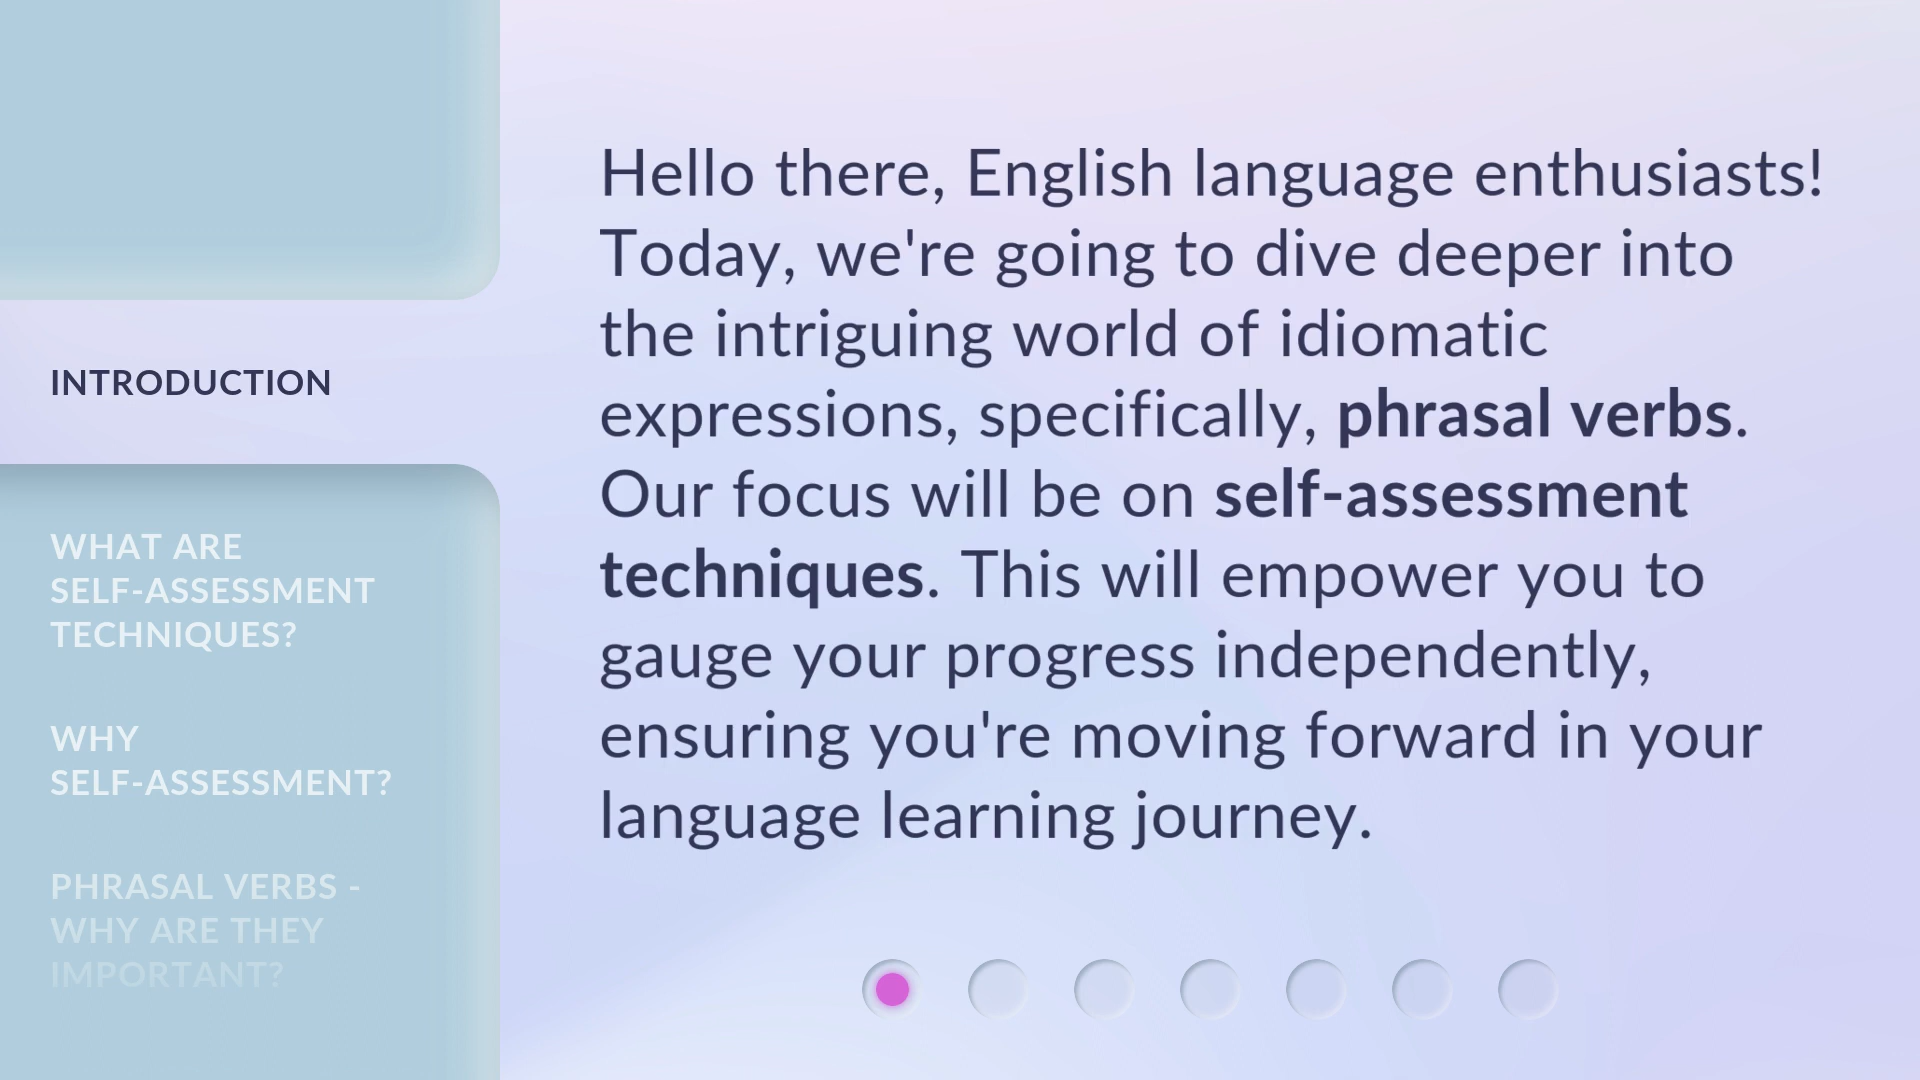 INTRODUCTION
WHAT ARE
SELF-ASSESSMENT
TECHNIQUES?
WHY
SELF-ASSESSMENT?
PHRASAL VERBS -
WHY ARE THEY
IMPORTANT?
Hello there, English language enthusiasts!
Today, we're going to dive deeper into
the intriguing world of idiomatic
expressions, specifically, phrasal verbs.
Our focus will be on self-assessment
techniques. This will empower you to
gauge your progress independently,
ensuring you're moving forward in your
language learning journey.